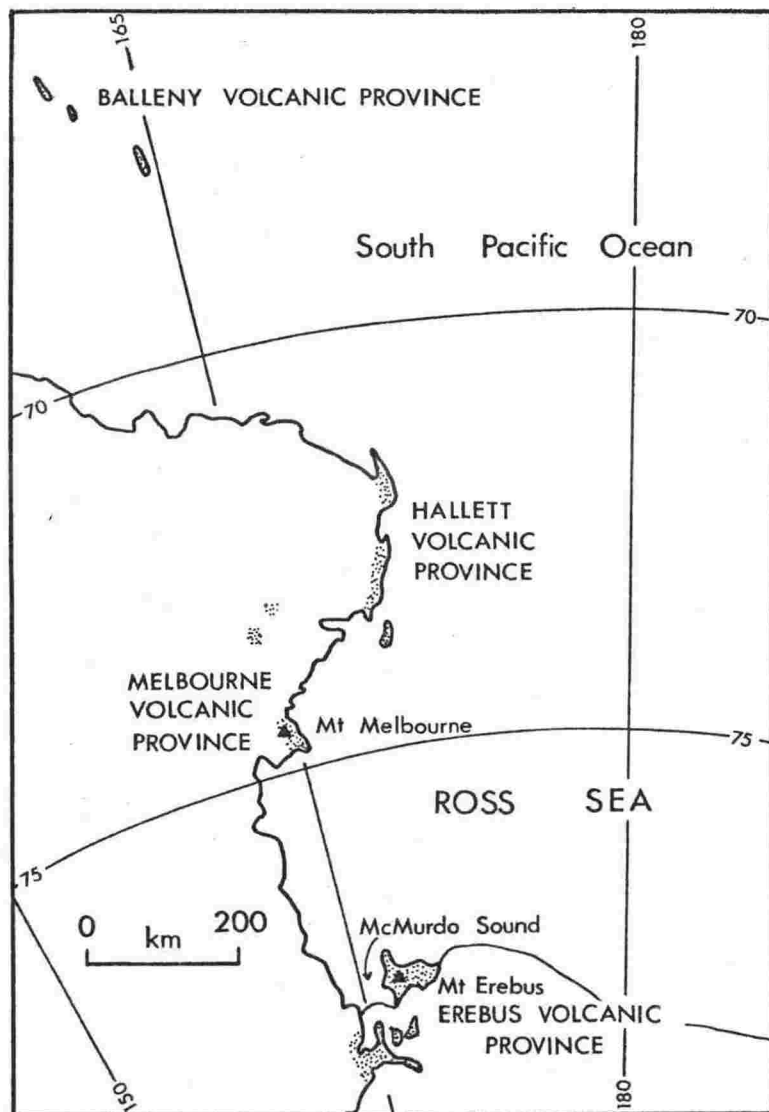 165
180
BALLENY VOLCANIC PROVINCE
South Pacific Ocean
70
70
HALLETT
VOLCANIC
PROVINCE
MELBOURNE
VOLCANIC
PROVINCE
Mt Melbourne
75
ROSS SEA
75
0 200
km
McMurdo Sound
Mt Erebus
EREBUS VOLCANIC
PROVINCE
150
180